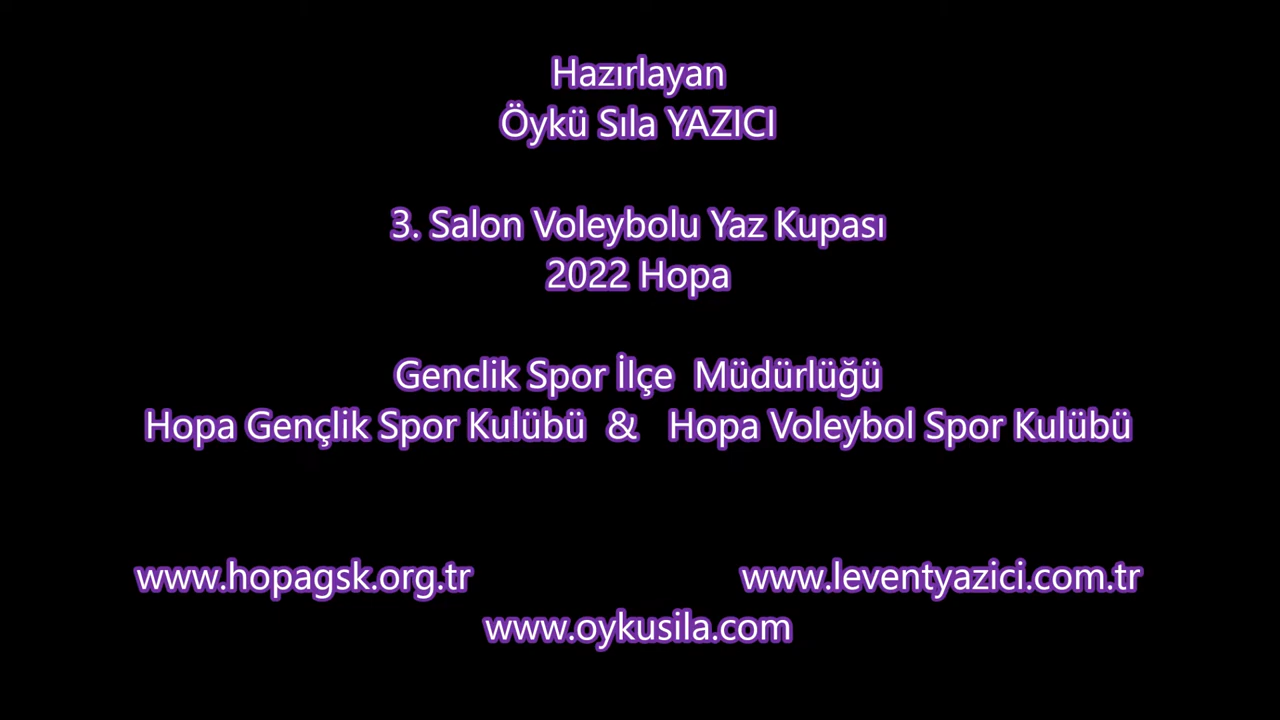 Hazırlayan
Öykü Sıla YAZICI
3. Salon Voleybolu Yaz Kupası
2022 Hopa
Genclik Spor İlçe  Müdürlüğü
Hopa Gençlik Spor Kulübü  &   Hopa Voleybol Spor Kulübü
www.hopagsk.org.tr    www.leventyazici.com.tr
www.oykusila.com